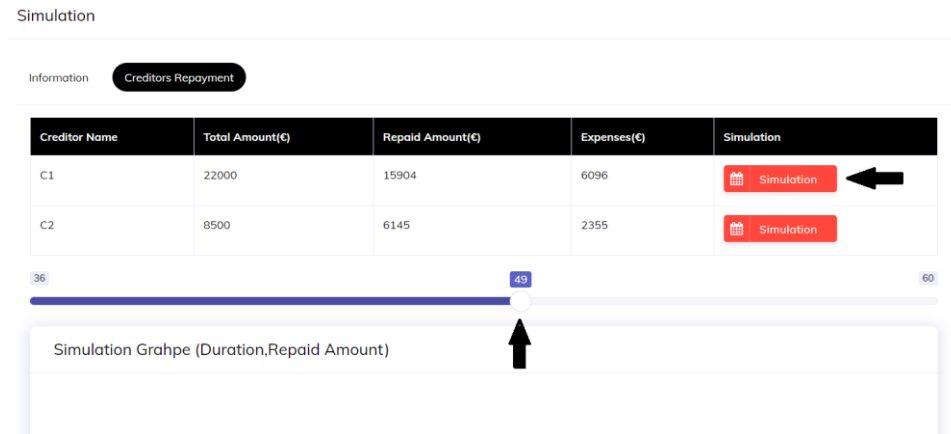 Simulation
Information Creditors Repayment
Creditor Name Total Amount(€) Repaid Amount(€) Expenses(€) Simulation
C1 22000 15904 6096 Simulation
C2 8500 6145 2355 Simulation
36 49 60
Simulation Grahpe (Duration,Repaid Amount)